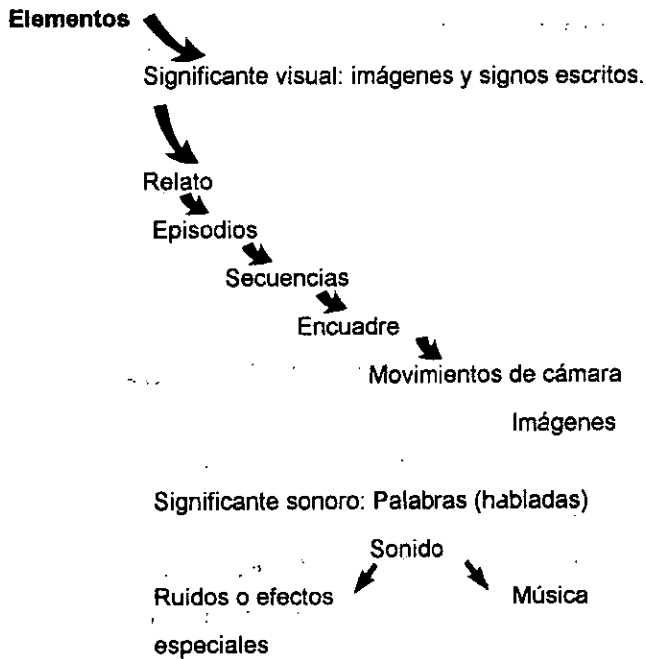 Elementos
Significante visual: imágenes y signos escritos.
Relato
Episodios
Secuencias
Encuadre
Movimientos de cámara
Imágenes
Significante sonoro: Palabras (habladas)
Sonido
Ruidos o efectos
Música
especiales